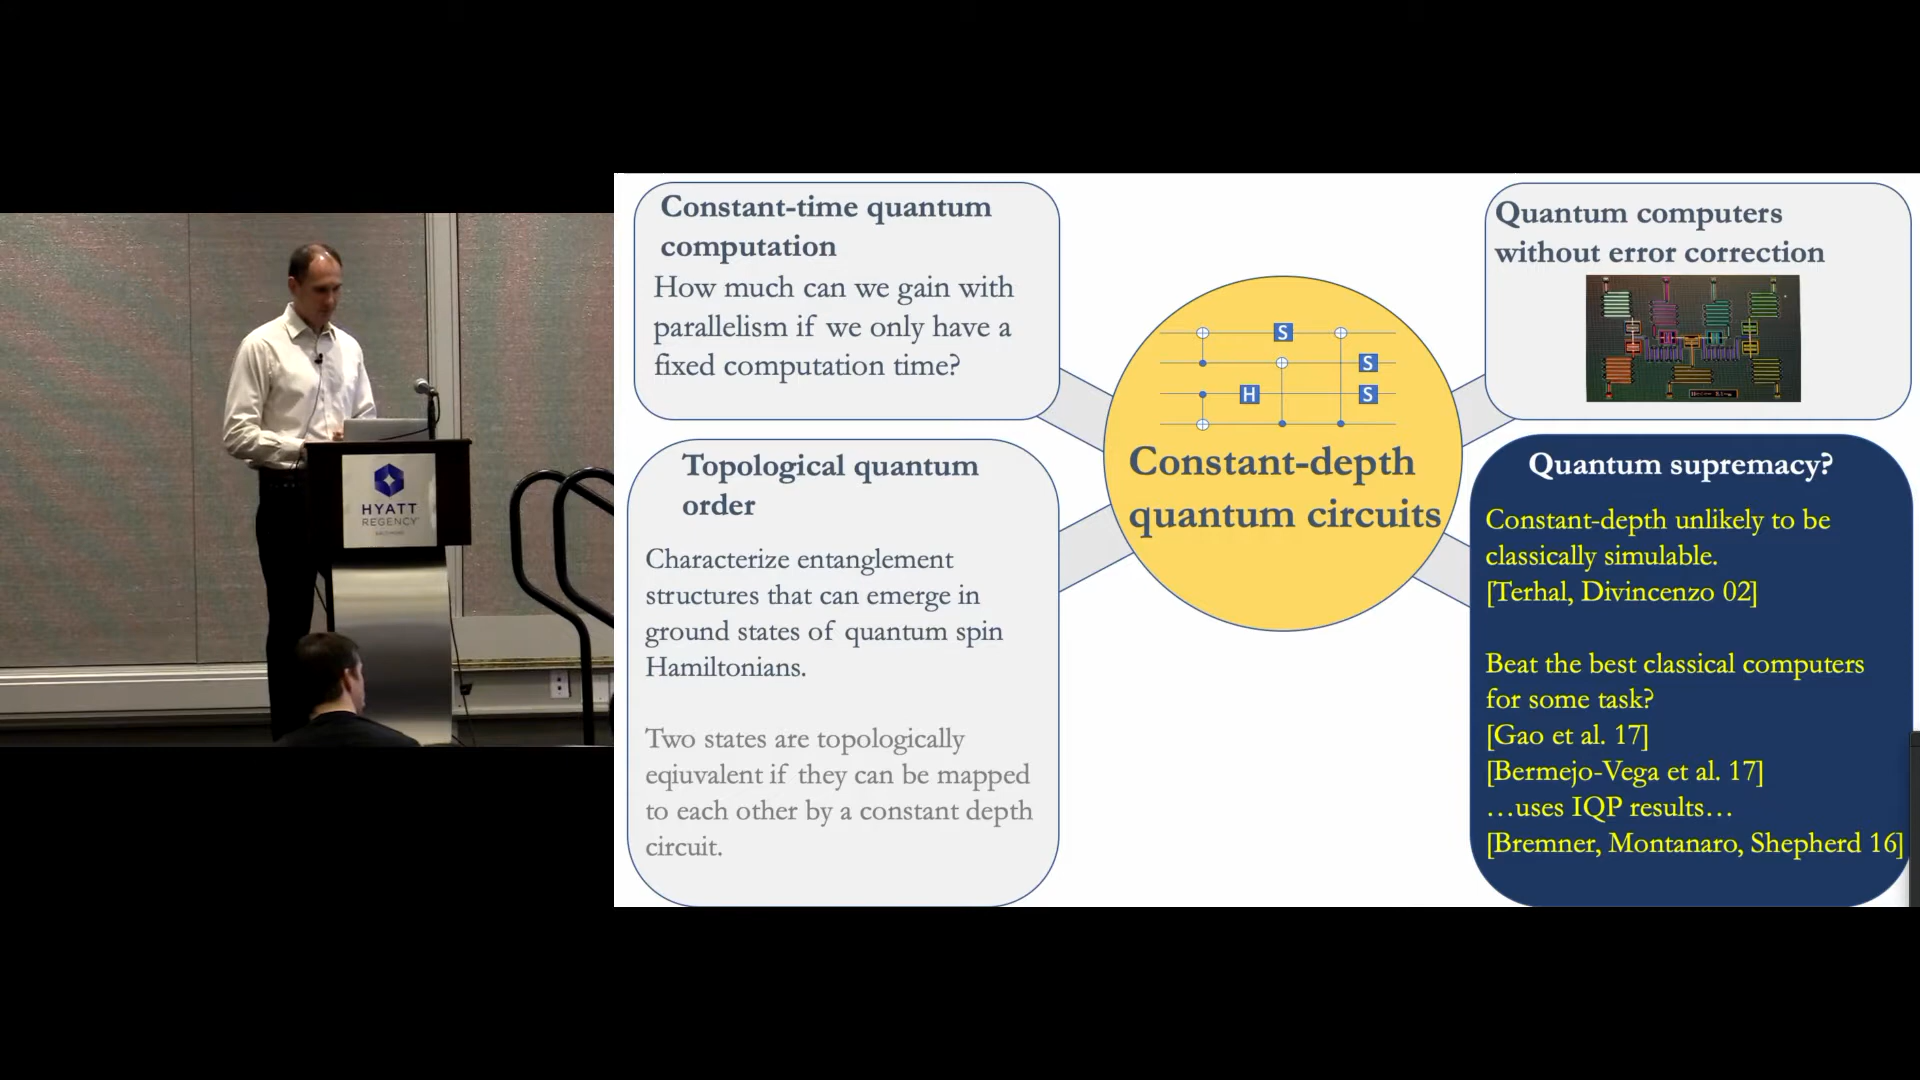 HYATT
REGENCY
Constant-time quantum
computation
How much can we gain with
parallelism if we only have a
fixed computation time?
Topological quantum
order
Characterize entanglement
structures that can emerge in
ground states of quantum spin
Hamiltonians.
Two states are topologically
eqiuvalent if they can be mapped
to each other by a constant depth
circuit.
S
S
H
S
Constant-depth
quantum circuits
Quantum computers
without error correction
Quantum supremacy?
Constant-depth unlikely to be
classically simulable.
[Terhal, Divincenzo 02]
Beat the best classical computers
for some task?
[Gao et al. 17]
[Bermejo-Vega et al. 17]
…uses IQP results…
[Bremner, Montanaro, Shepherd 16]